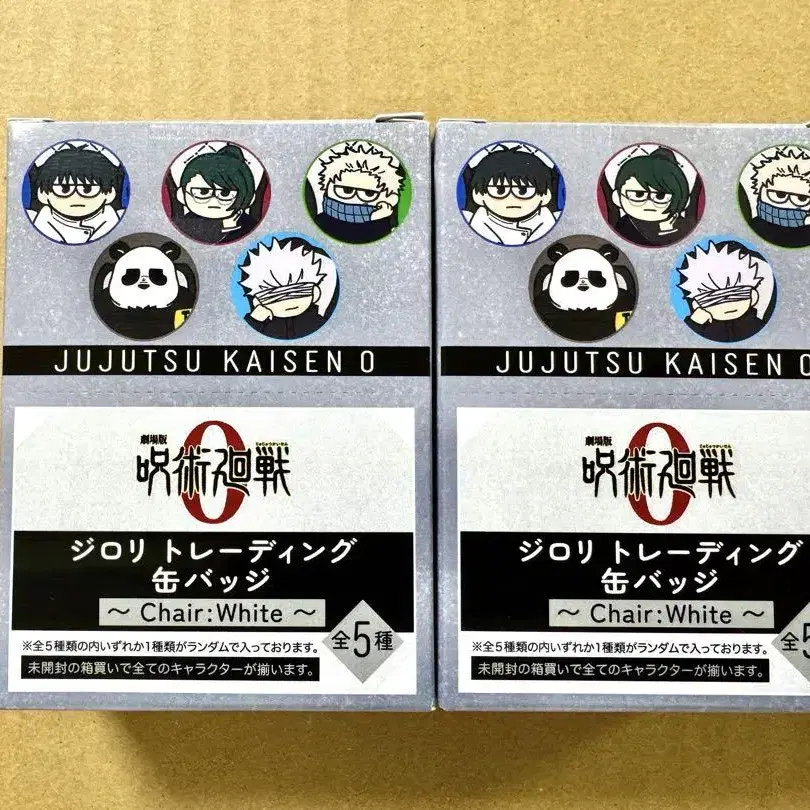 JUJUTSU KAISEN 0
劇場版
じゅじゅつかいせん
呪術廻戦
0
ジロリ トレーディング
缶バッジ
～ Chair:White ～
全5種
※全5種類の内いずれか1種類がランダムで入っております。
未開封の箱買いで全てのキャラクターが揃います。
JUJUTSU KAISEN 0
劇場版
じゅじゅつかいせん
呪術廻戦
0
ジロリ トレーディング
缶バッジ
～ Chair:White ～
全5
※全5種類の内いずれか1種類がランダムで入っております。
未開封の箱買いで全てのキャラクターが揃います。